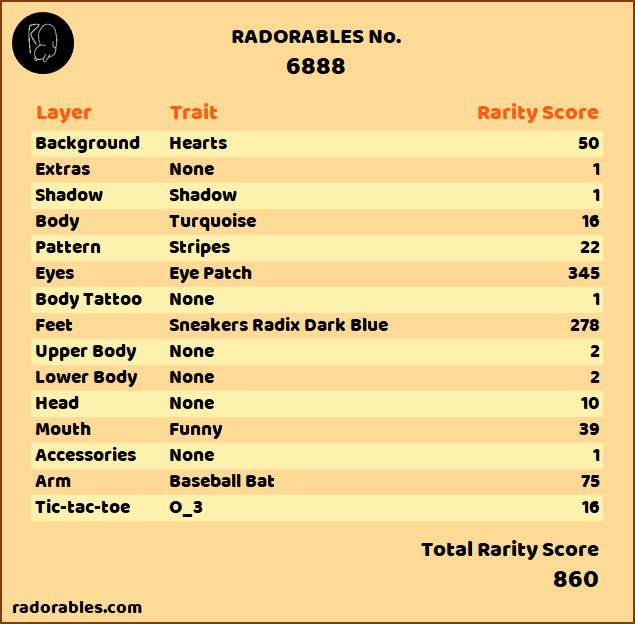 RADORABLES No.
6888
Layer Trait Rarity Score
Background Hearts 50
Extras None 1
Shadow Shadow 1
Body Turquoise 16
Pattern Stripes 22
Eyes Eye Patch 345
Body Tattoo None 1
Feet Sneakers Radix Dark Blue 278
Upper Body None 2
Lower Body None 2
Head None 10
Mouth Funny 39
Accessories None 1
Arm Baseball Bat 75
Tic-tac-toe O_3 16
Total Rarity Score
860
radorables.com